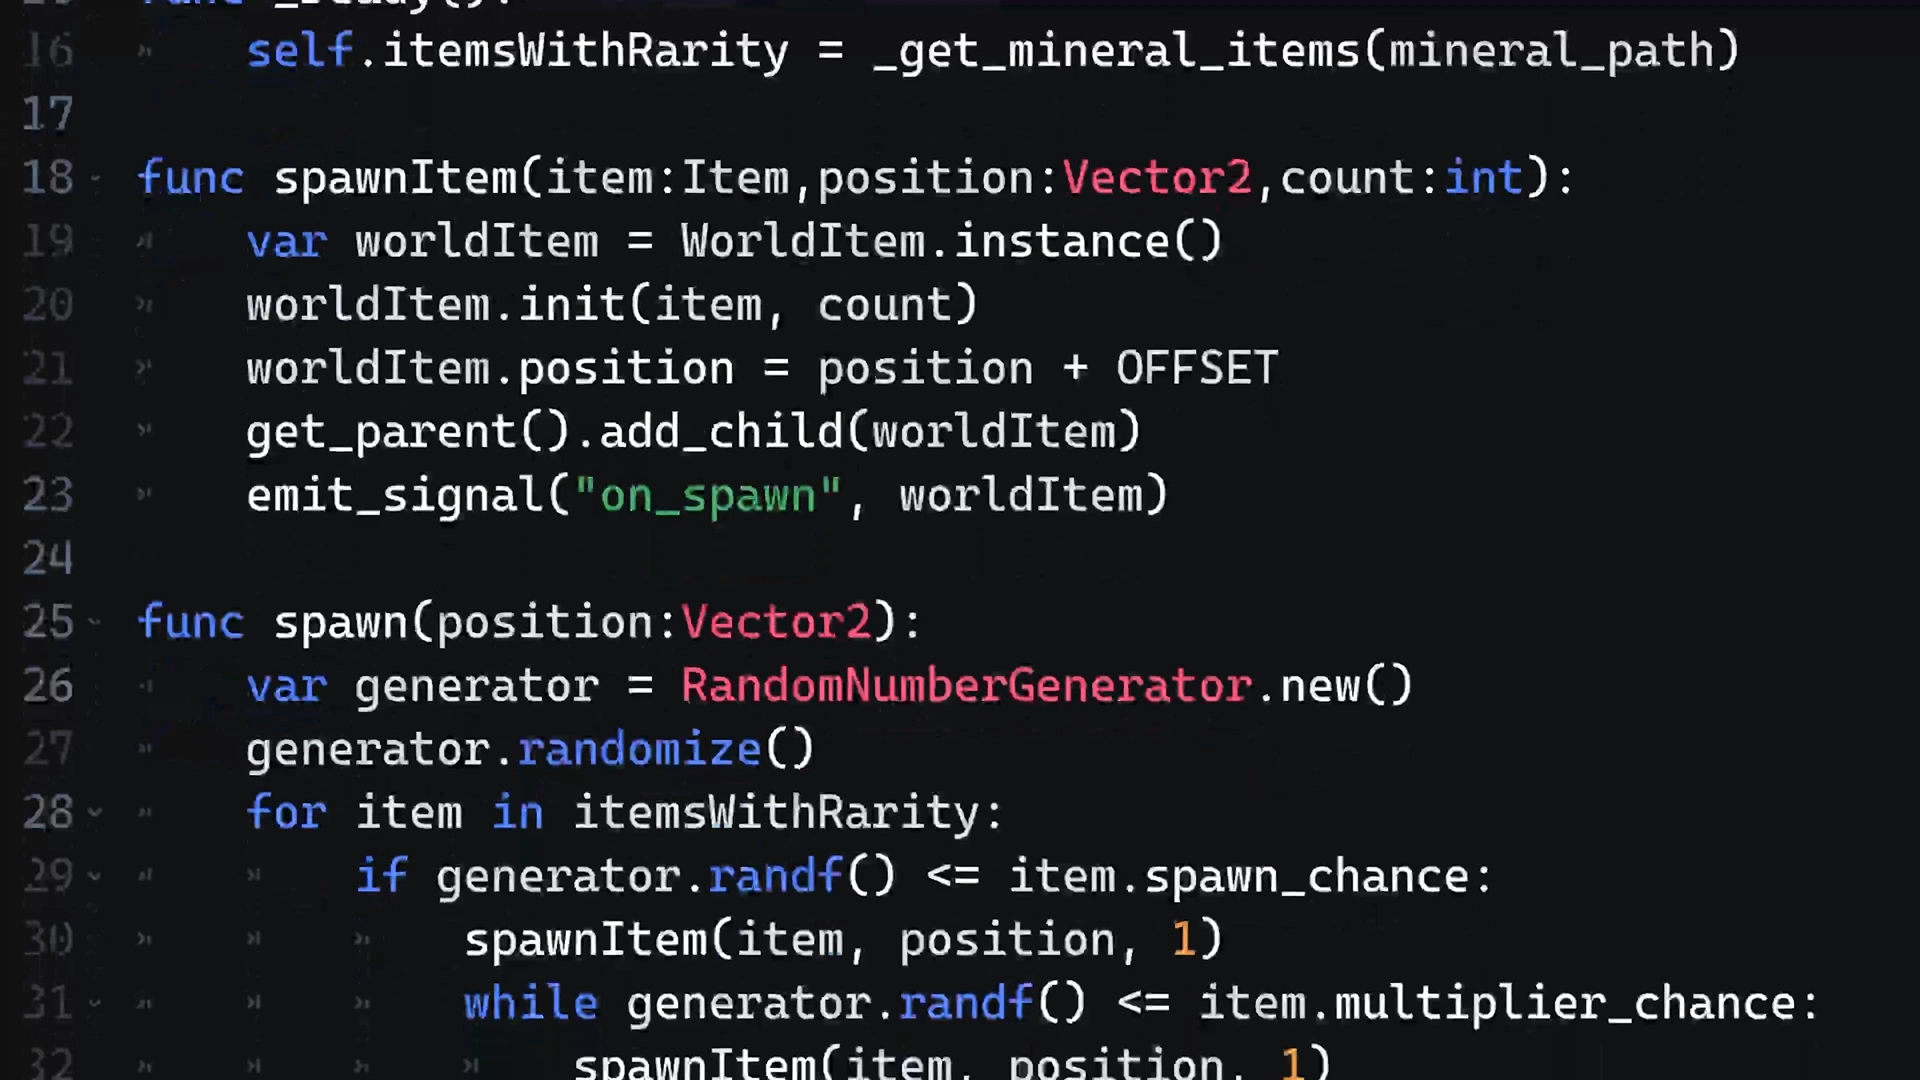 func _ready():
16 self.itemsWithRarity = _get_mineral_items(mineral_path)
17
18 func spawnItem(item:Item,position:Vector2,count:int):
19 var worldItem = WorldItem.instance()
20 worldItem.init(item, count)
21 worldItem.position = position + OFFSET
22 get_parent().add_child(worldItem)
23 emit_signal("on_spawn", worldItem)
24
25 func spawn(position:Vector2):
26 var generator = RandomNumberGenerator.new()
27 generator.randomize()
28 for item in itemsWithRarity:
29 if generator.randf() <= item.spawn_chance:
30 spawnItem(item, position, 1)
31 while generator.randf() <= item.multiplier_chance:
32 spawnItem(item, position, 1)